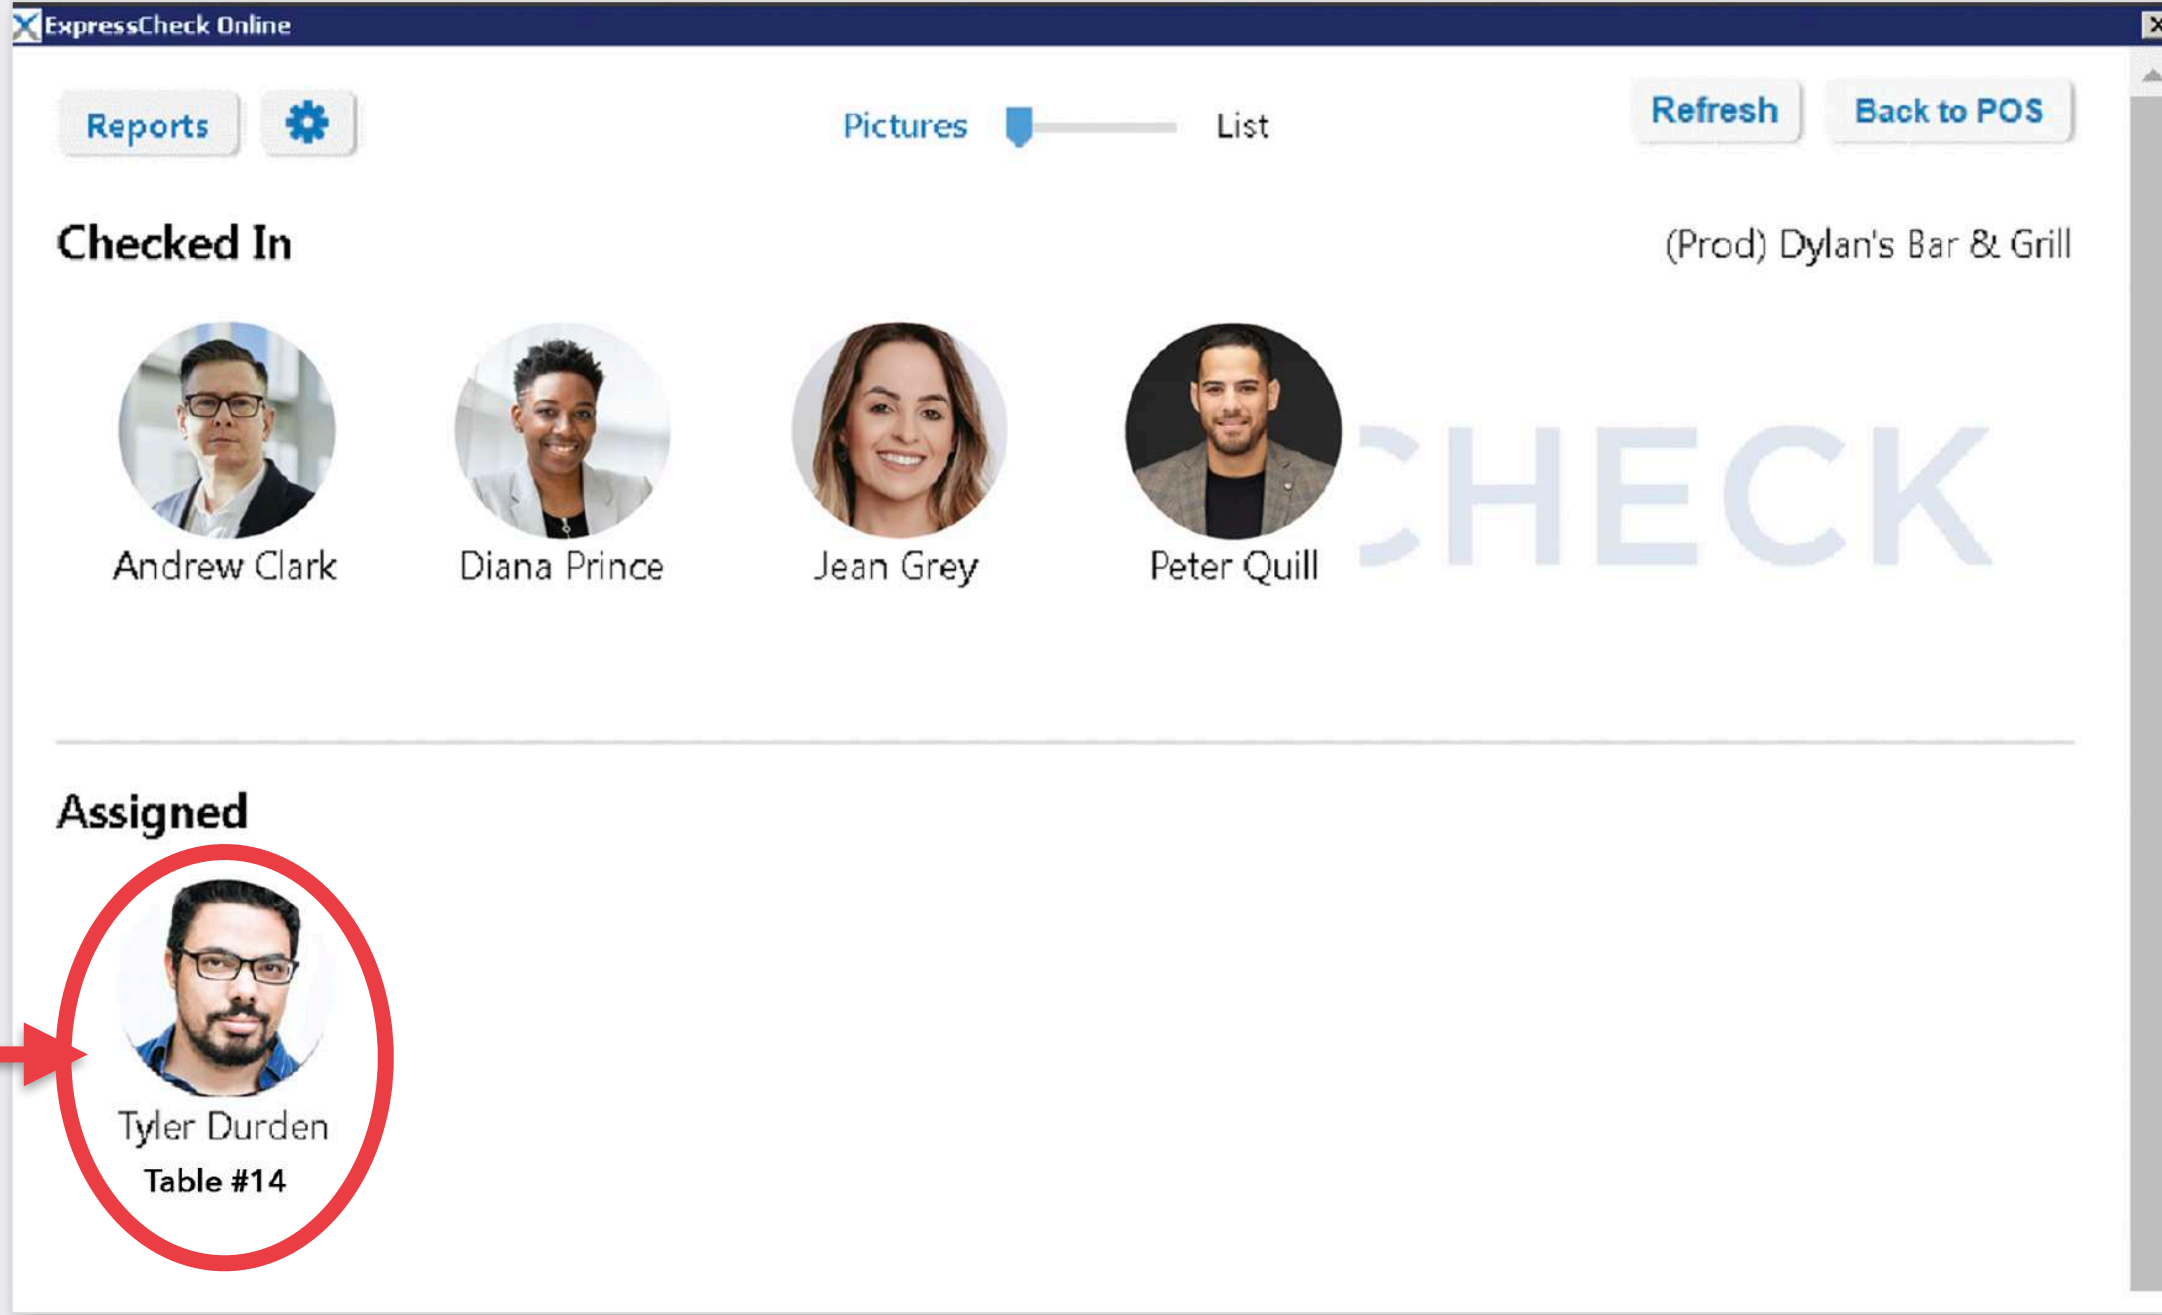 ExpressCheck Online
Reports
Pictures
List
Refresh
Back to POS
Checked In
(Prod) Dylan's Bar & Grill
CHECK
Andrew Clark
Diana Prince
Jean Grey
Peter Quill
Assigned
Tyler Durden
Table #14